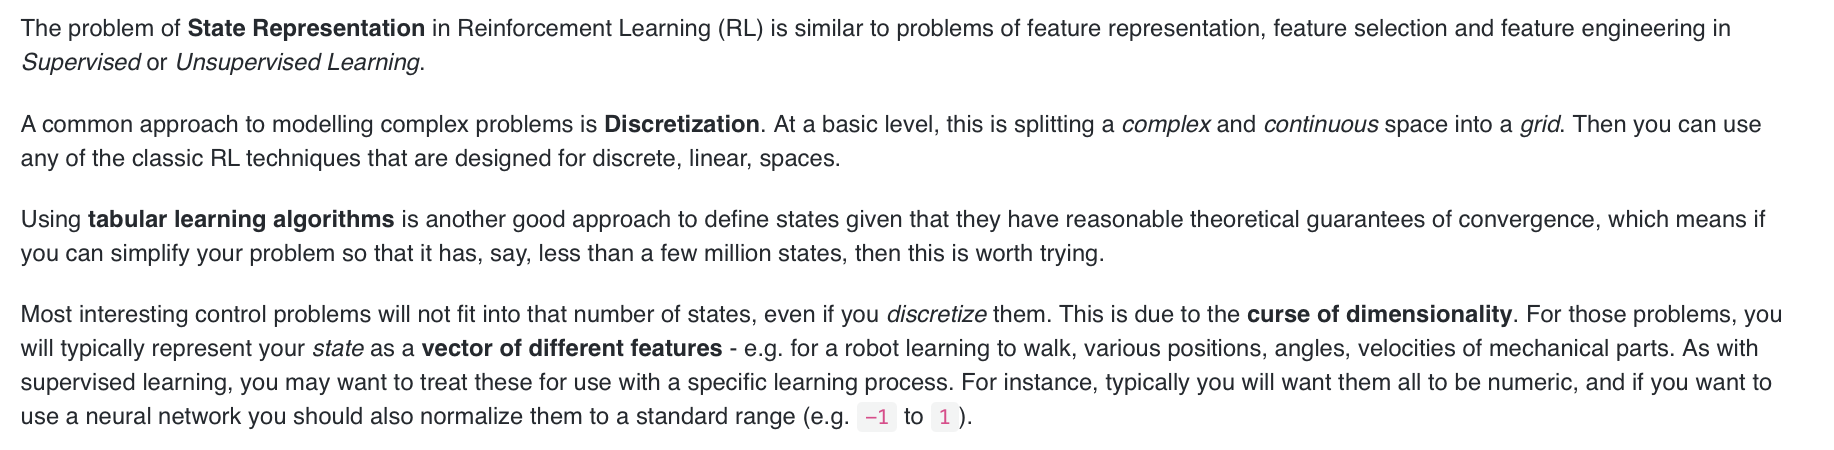 The problem of State Representation in Reinforcement Learning (RL) is similar to problems of feature representation, feature selection and feature engineering in
Supervised or Unsupervised Learning.
A common approach to modelling complex problems is Discretization. At a basic level, this is splitting a complex and continuous space into a grid. Then you can use
any of the classic RL techniques that are designed for discrete, linear, spaces.
Using tabular learning algorithms is another good approach to define states given that they have reasonable theoretical guarantees of convergence, which means if
you can simplify your problem so that it has, say, less than a few million states, then this is worth trying.
Most interesting control problems will not fit into that number of states, even if you discretize them. This is due to the curse of dimensionality. For those problems, you
will typically represent your state as a vector of different features - e.g. for a robot learning to walk, various positions, angles, velocities of mechanical parts. As with
supervised learning, you may want to treat these for use with a specific learning process. For instance, typically you will want them all to be numeric, and if you want to
use a neural network you should also normalize them to a standard range (e.g. −1 to 1 ).